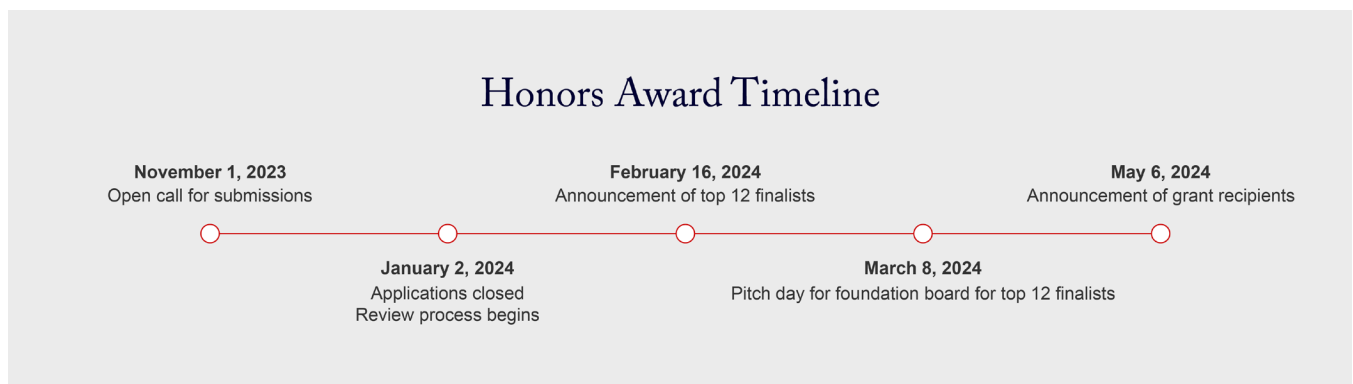 Honors Award Timeline
November 1, 2023
Open call for submissions
January 2, 2024
Applications closed
Review process begins
February 16, 2024
Announcement of top 12 finalists
March 8, 2024
Pitch day for foundation board for top 12 finalists
May 6, 2024
Announcement of grant recipients